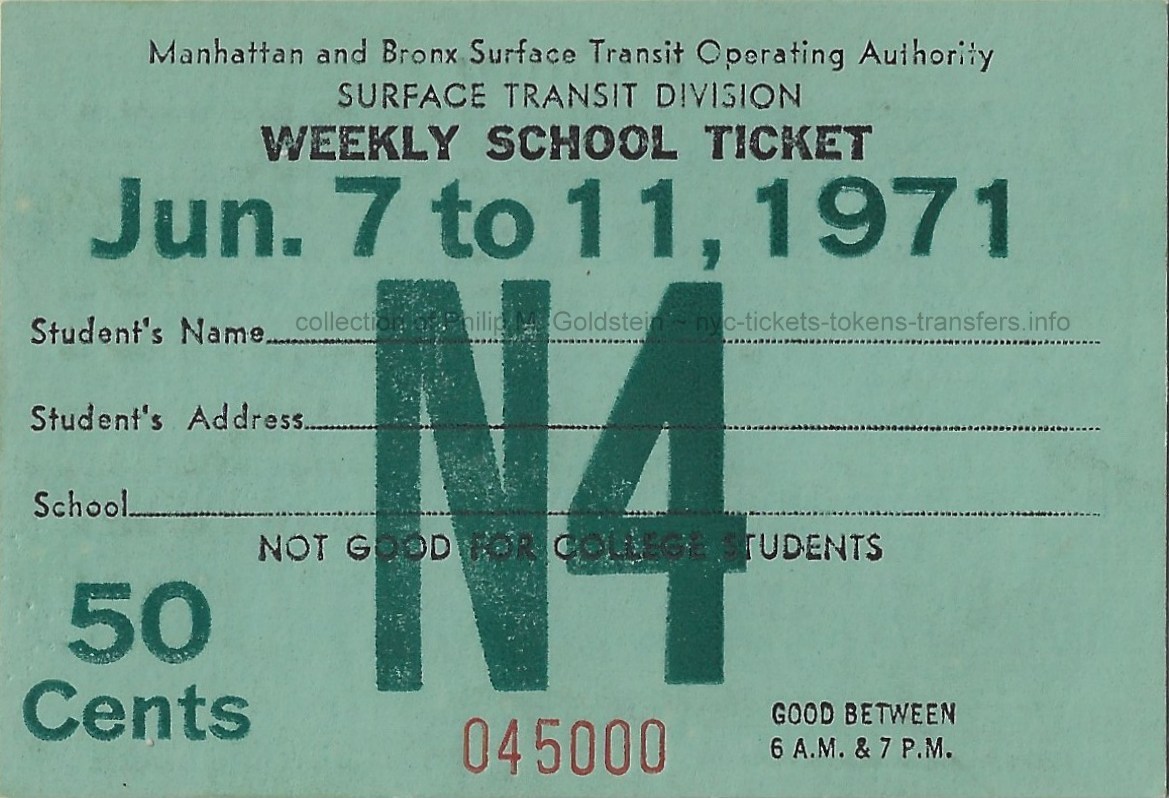 Manhattan and Bronx Surface Transit Operating Authority
SURFACE TRANSIT DIVISION
WEEKLY SCHOOL TICKET
Jun. 7 to 11, 1971
N4
collection of Philip M. Goldstein ~ nyc-tickets-tokens-transfers.info
Student's Name
Student's Address
School
NOT GOOD FOR COLLEGE STUDENTS
50
Cents
045000
GOOD BETWEEN
6 A.M. & 7 P.M.